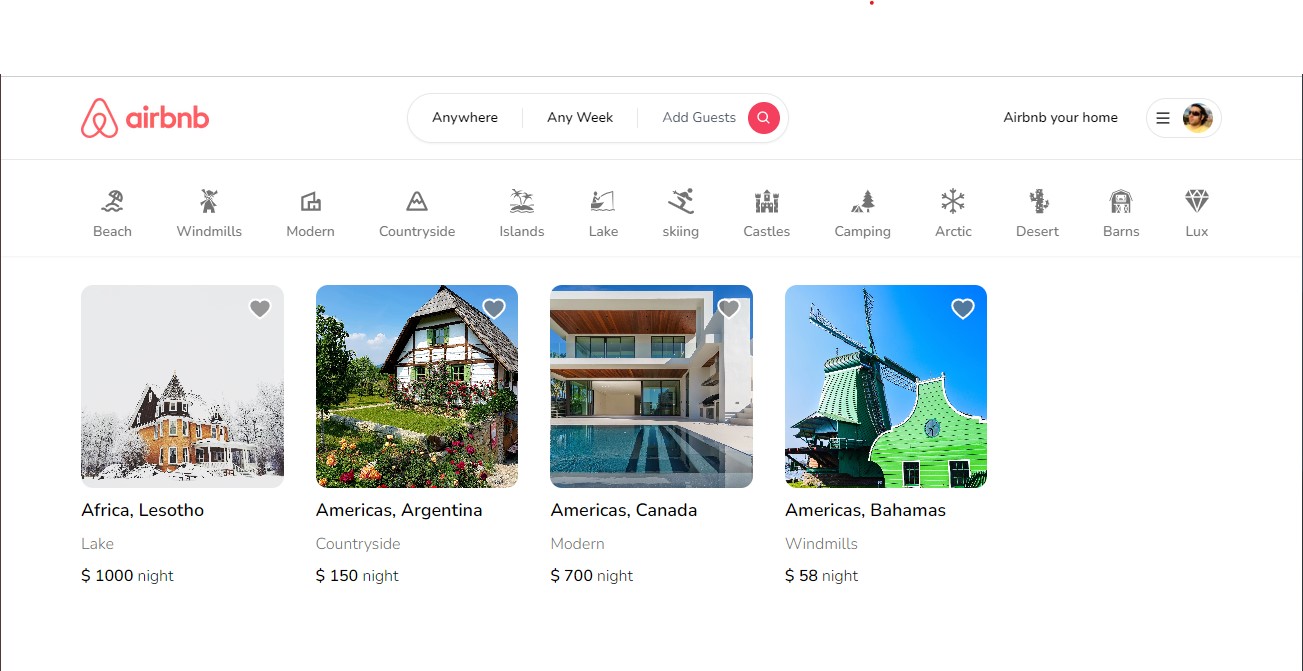 airbnb
Anywhere Any Week Add Guests
Airbnb your home
Beach Windmills Modern Countryside Islands Lake skiing Castles Camping Arctic Desert Barns Lux
Africa, Lesotho
Lake
$ 1000 night
Americas, Argentina
Countryside
$ 150 night
Americas, Canada
Modern
$ 700 night
Americas, Bahamas
Windmills
$ 58 night